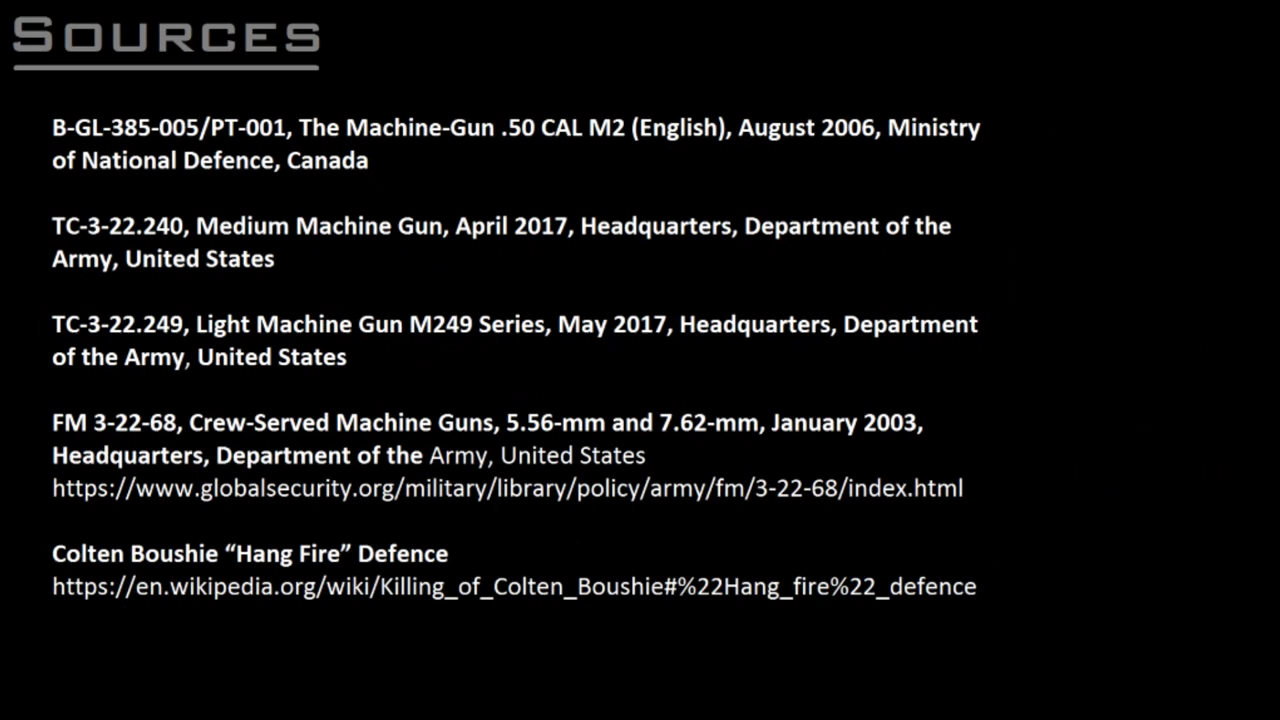 Sources
B-GL-385-005/PT-001, The Machine-Gun .50 CAL M2 (English), August 2006, Ministry
of National Defence, Canada
TC-3-22.240, Medium Machine Gun, April 2017, Headquarters, Department of the
Army, United States
TC-3-22.249, Light Machine Gun M249 Series, May 2017, Headquarters, Department
of the Army, United States
FM 3-22-68, Crew-Served Machine Guns, 5.56-mm and 7.62-mm, January 2003,
Headquarters, Department of the Army, United States
https://www.globalsecurity.org/military/library/policy/army/fm/3-22-68/index.html
Colten Boushie “Hang Fire” Defence
https://en.wikipedia.org/wiki/Killing_of_Colten_Boushie#%22Hang_fire%22_defence